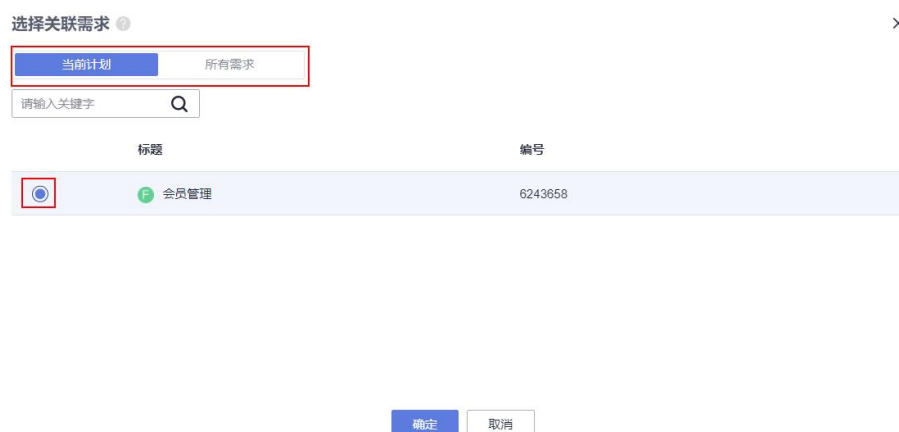 选择关联需求 ?
当前计划 所有需求
请输入关键字
标题 编号
F 会员管理 6243658
确定 取消